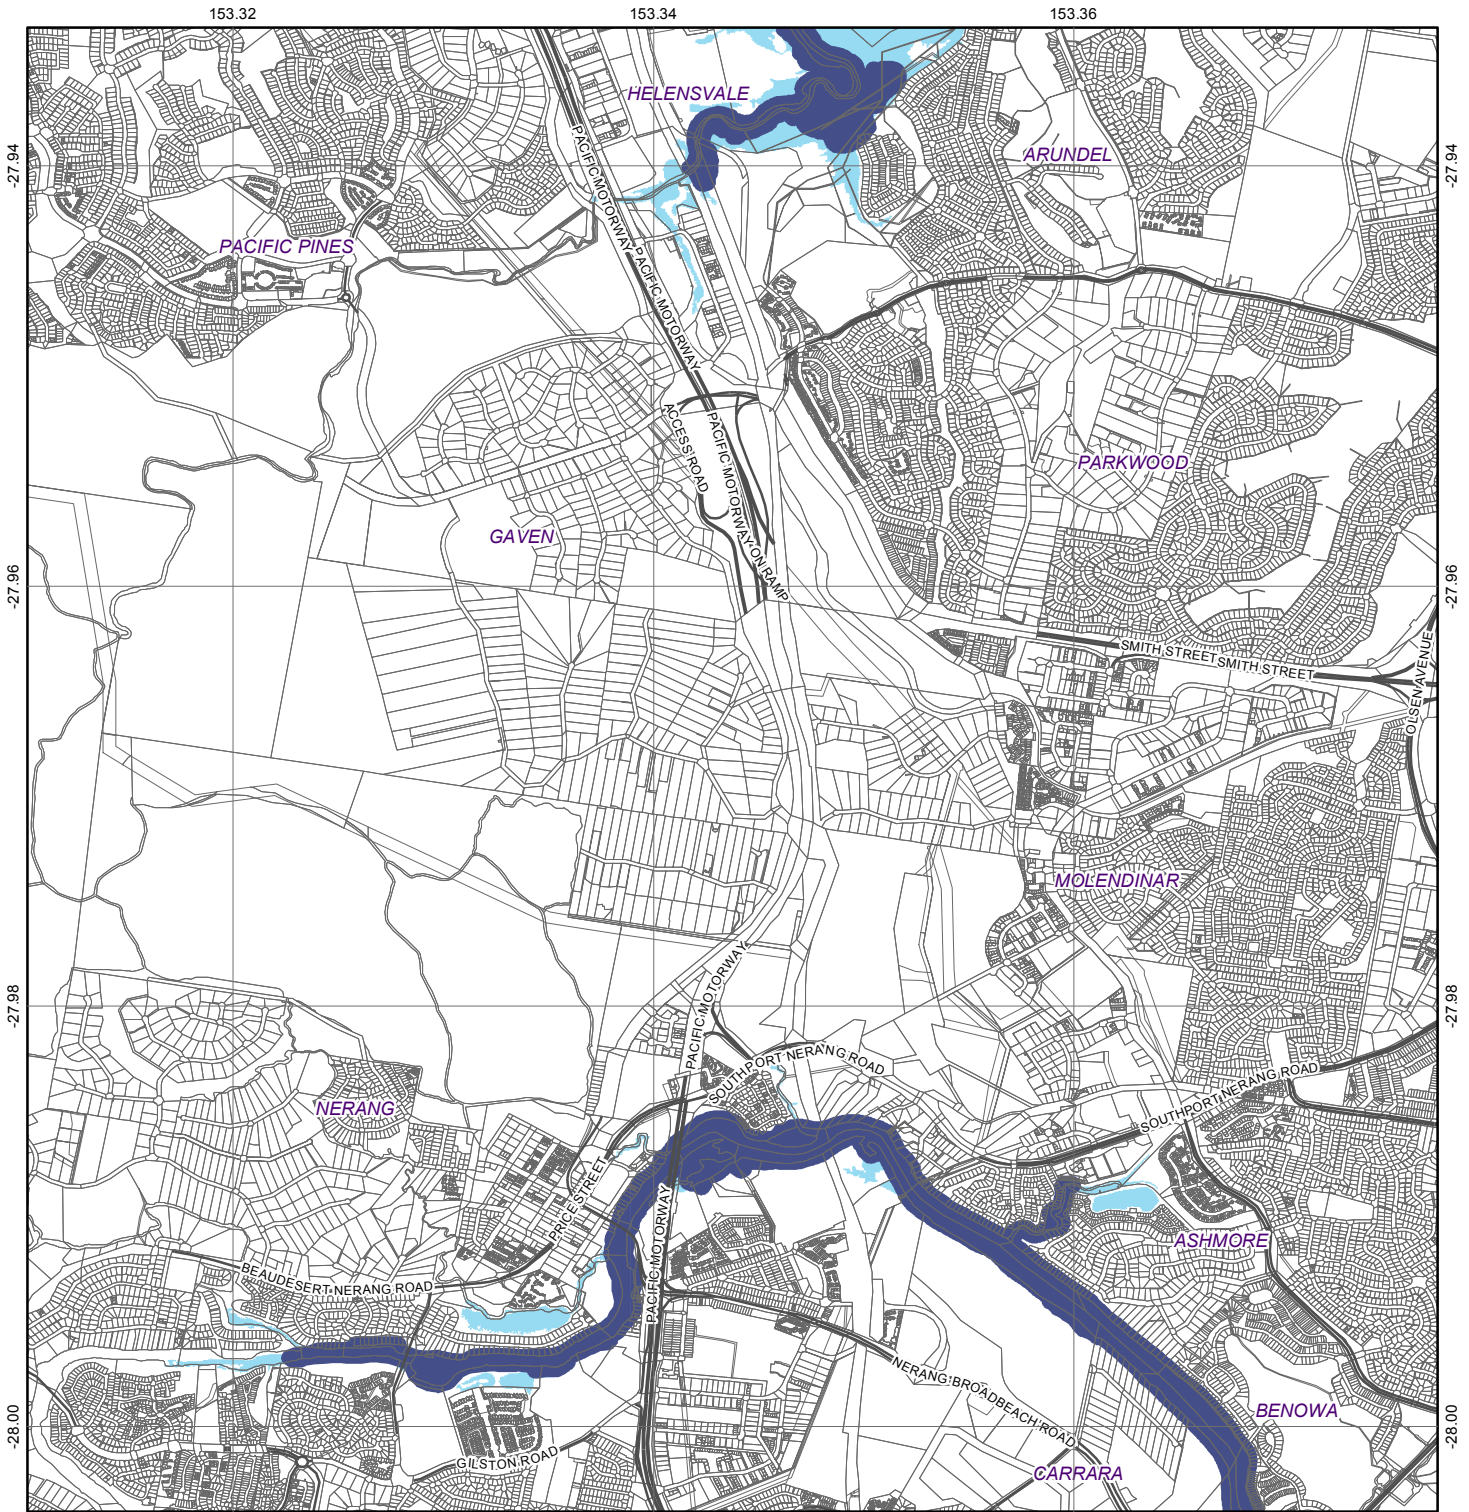 153.32
153.34
153.36
HELENSVALE
PACIFIC MOTORWAY
-27.94
ARUNDEL
-27.94
PACIFIC PINES
PACIFIC MOTORWAY
ACCESS ROAD
PACIFIC MOTORWAY ON RAMP
PARKWOOD
GAVEN
-27.96
-27.96
SMITH STREET
SMITH STREET
OLSEN AVENUE
MOLENDINAR
PACIFIC MOTORWAY
-27.98
-27.98
SOUTHPORT NERANG ROAD
NERANG
SOUTHPORT NERANG ROAD
PRICE STREET
PACIFIC MOTORWAY
ASHMORE
BEAUDESERT NERANG ROAD
NERANG BROADBEACH ROAD
BENOWA
-28.00
-28.00
GILSTON ROAD
CARRARA